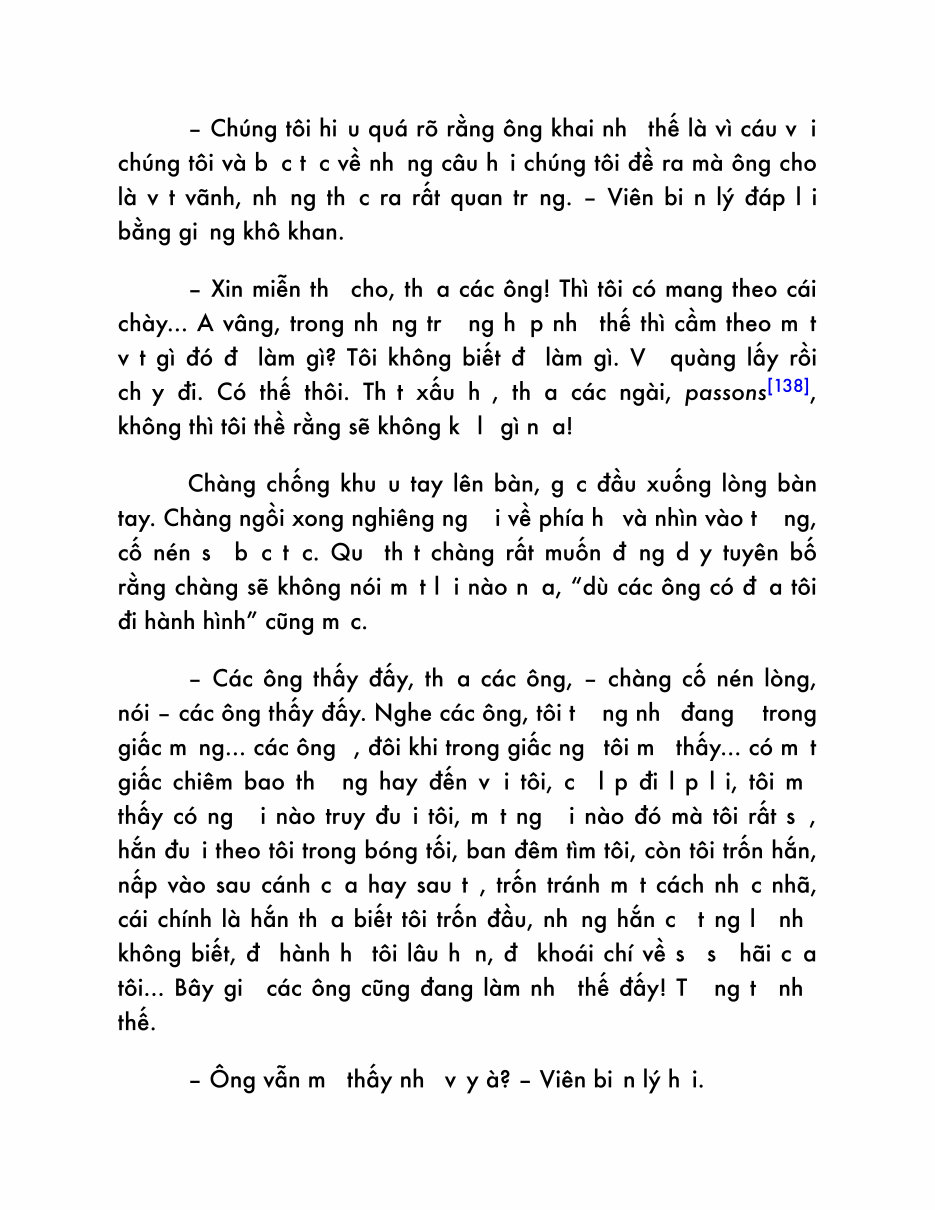 – Chúng tôi hi u quá rõ rằng ông khai nh thế là vì cáu v i
chúng tôi và b c t c về nh ng câu h i chúng tôi đề ra mà ông cho
là v t vãnh, nh ng th c ra rất quan tr ng. – Viên bi n lý đáp l i
bằng gi ng khô khan.
– Xin miễn th cho, th a các ông! Thì tôi có mang theo cái
chày... A vâng, trong nh ng tr ng h p nh thế thì cầm theo m t
v t gì đó đ làm gì? Tôi không biết đ làm gì. V quàng lấy rồi
ch y đi. Có thế thôi. Th t xấu h , th a các ngài, passons[138],
không thì tôi thề rằng sẽ không k l gì n a!
Chàng chống khu u tay lên bàn, g c đầu xuống lòng bàn
tay. Chàng ngồi xong nghiêng ng i về phía h và nhìn vào t ng,
cố nén s b c t c. Qu th t chàng rất muốn đ ng d y tuyên bố
rằng chàng sẽ không nói m t l i nào n a, “dù các ông có đ a tôi
đi hành hình” cũng m c.
– Các ông thấy đấy, th a các ông, – chàng cố nén lòng,
nói – các ông thấy đấy. Nghe các ông, tôi t ng nh đang trong
giấc m ng... các ông , đôi khi trong giấc ng tôi m thấy... có m t
giấc chiêm bao th ng hay đến v i tôi, c l p đi l p l i, tôi m
thấy có ng i nào truy đu i tôi, m t ng i nào đó mà tôi rất s ,
hắn đu i theo tôi trong bóng tối, ban đêm tìm tôi, còn tôi trốn hắn,
nấp vào sau cánh c a hay sau t , trốn tránh m t cách nh c nhã,
cái chính là hắn th a biết tôi trốn đầu, nh ng hắn c t ng l nh
không biết, đ hành h tôi lâu h n, đ khoái chí về s s hãi c a
tôi... Bây gi các ông cũng đang làm nh thế đấy! T ng t nh
thế.
– Ông vẫn m thấy nh v y à? – Viên bi n lý h i.